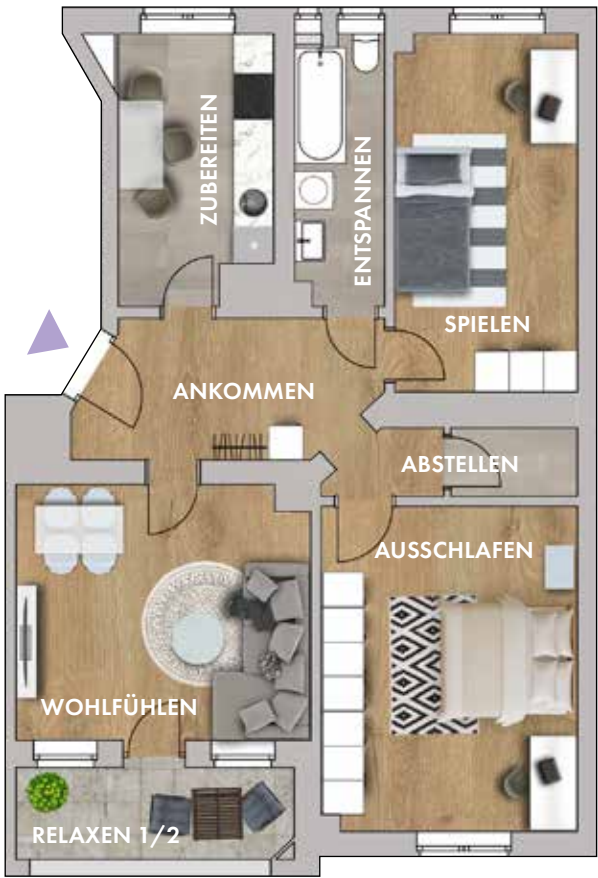 ZUBEREITEN
ENTSPANNEN
SPIELEN
ANKOMMEN
ABSTELLEN
AUSSCHLAFEN
WOHLFÜHLEN
RELAXEN 1/2